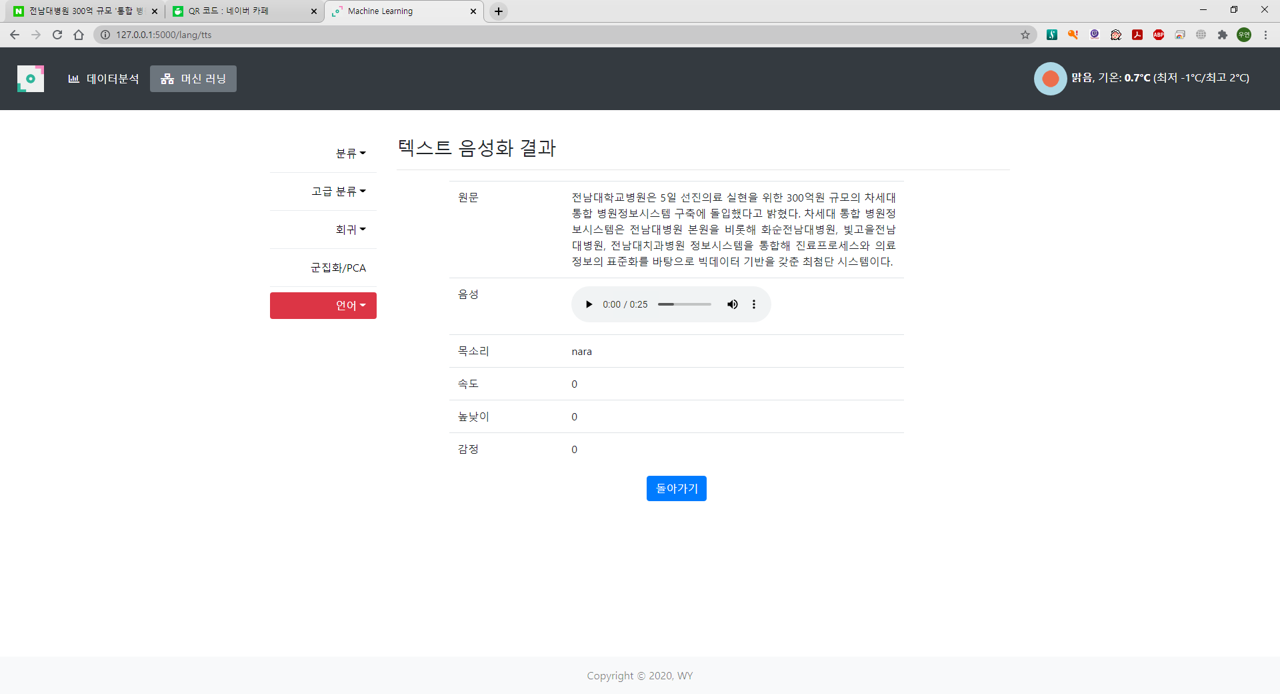 전남대병원 300억 규모 '통합 병
QR 코드 : 네이버 카페
Machine Learning
127.0.0.1:5000/lang/tts
ABP
우연
데이터분석
머신 러닝
맑음, 기온: 0.7°C (최저 -1°C/최고 2°C)
분류
고급 분류
회귀
군집화/PCA
언어
텍스트 음성화 결과
원문
전남대학교병원은 5일 선진의료 실현을 위한 300억원 규모의 차세대
통합 병원정보시스템 구축에 돌입했다고 밝혔다. 차세대 통합 병원정
보시스템은 전남대병원 본원을 비롯해 화순전남대병원, 빛고을전남
대병원, 전남대치과병원 정보시스템을 통합해 진료프로세스와 의료
정보의 표준화를 바탕으로 빅데이터 기반을 갖춘 최첨단 시스템이다.
음성
0:00 / 0:25
목소리
nara
속도
0
높낮이
0
감정
0
돌아가기
Copyright © 2020, WY